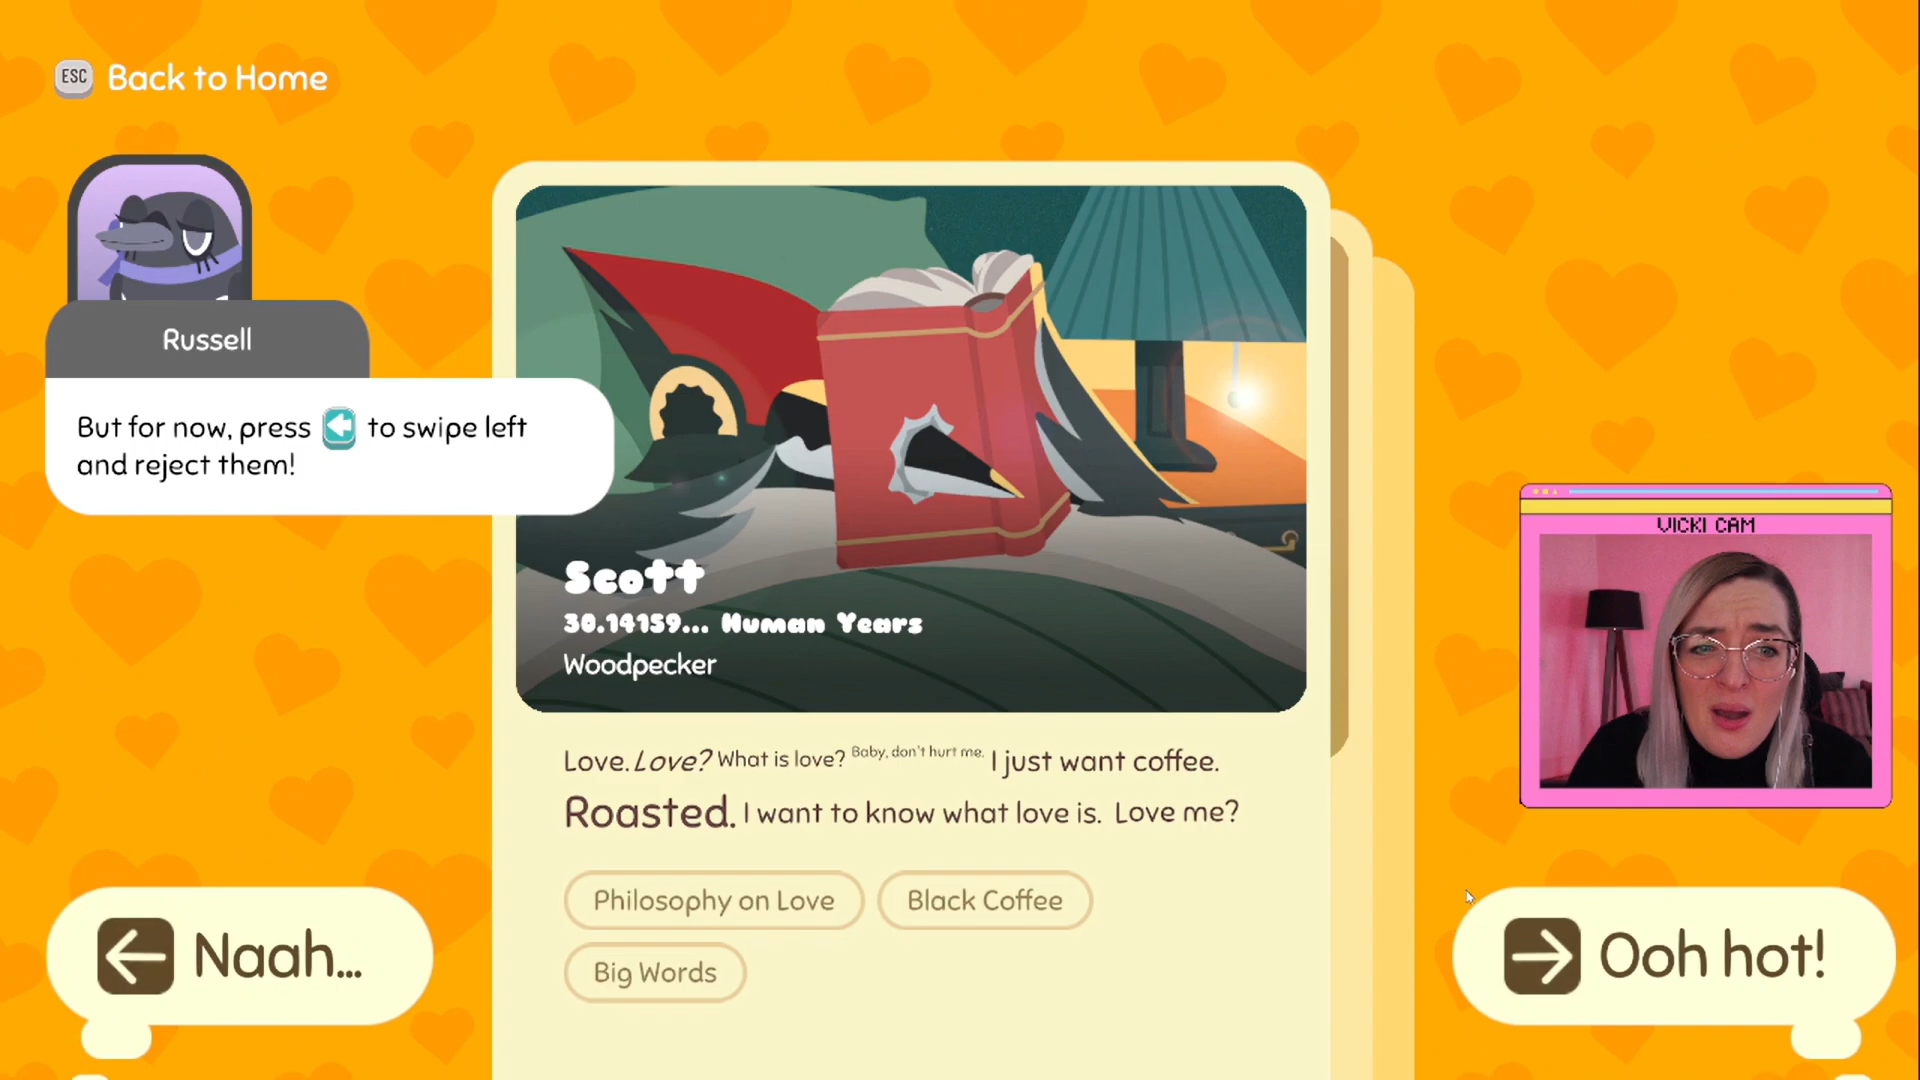 ESC Back to Home
Russell
But for now, press to swipe left
and reject them!
Scott
30.14159... Human Years
Woodpecker
Love. Love? What is love? Baby, don't hurt me. I just want coffee.
Roasted. I want to know what love is. Love me?
Philosophy on Love
Black Coffee
Big Words
VICKI CAM
Naah...
Ooh hot!